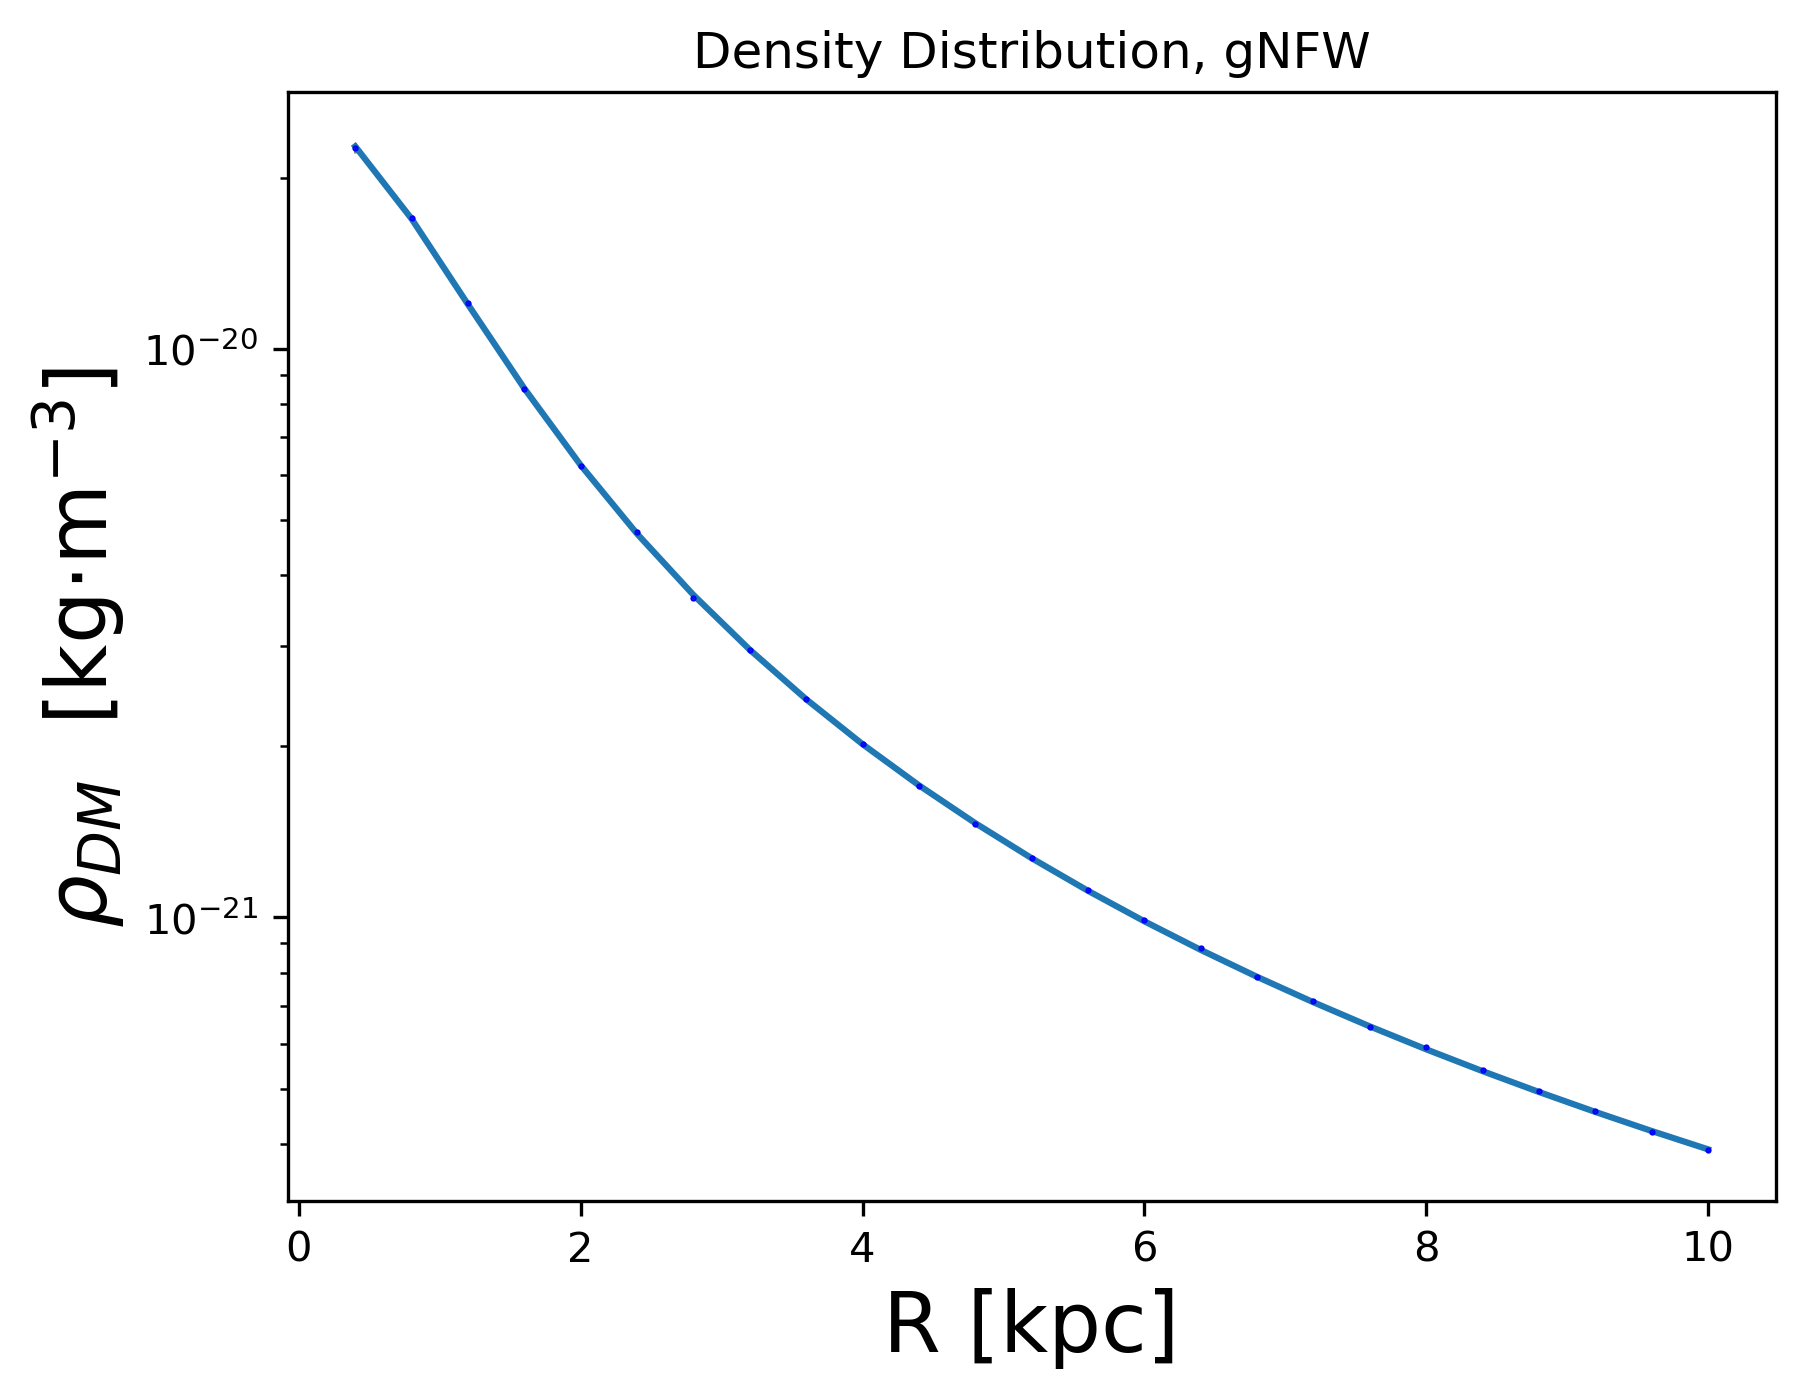 Density Distribution, gNFW
ρ_DM [kg·m⁻³]
10⁻²⁰
10⁻²¹
0 2 4 6 8 10
R [kpc]